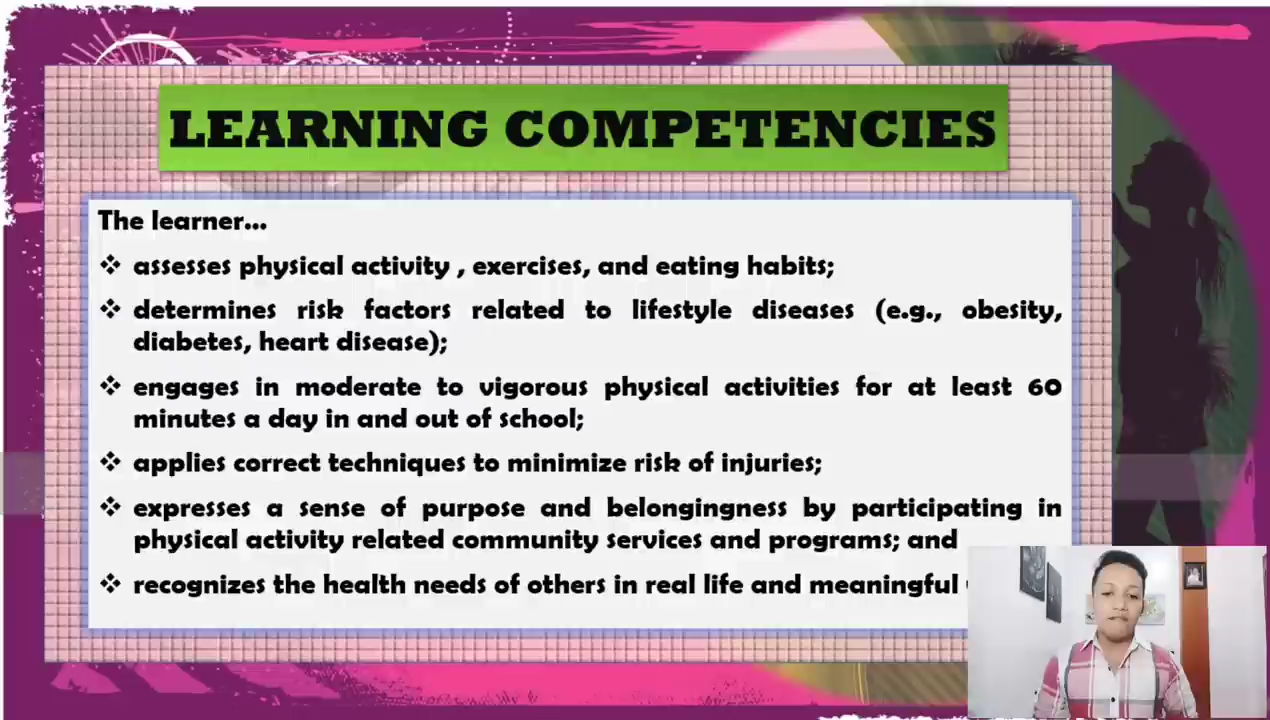 LEARNING COMPETENCIES
The learner...
❖ assesses physical activity , exercises, and eating habits;
❖ determines risk factors related to lifestyle diseases (e.g., obesity,
diabetes, heart disease);
❖ engages in moderate to vigorous physical activities for at least 60
minutes a day in and out of school;
❖ applies correct techniques to minimize risk of injuries;
❖ expresses a sense of purpose and belongingness by participating in
physical activity related community services and programs; and
❖ recognizes the health needs of others in real life and meaningful